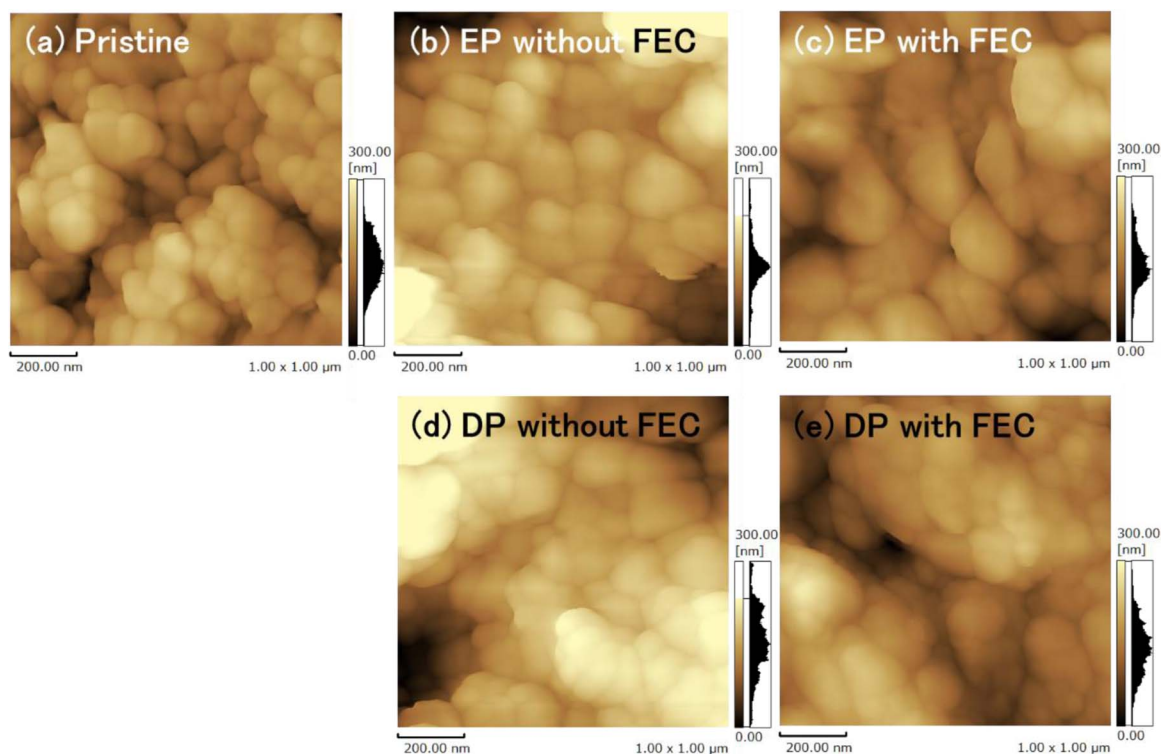 (a) Pristine
300.00
[nm]
0.00
200.00 nm
1.00 x 1.00 μm
(b) EP without FEC
300.00
[nm]
0.00
200.00 nm
1.00 x 1.00 μm
(c) EP with FEC
300.00
[nm]
0.00
200.00 nm
1.00 x 1.00 μm
(d) DP without FEC
300.00
[nm]
0.00
200.00 nm
1.00 x 1.00 μm
(e) DP with FEC
300.00
[nm]
0.00
200.00 nm
1.00 x 1.00 μm